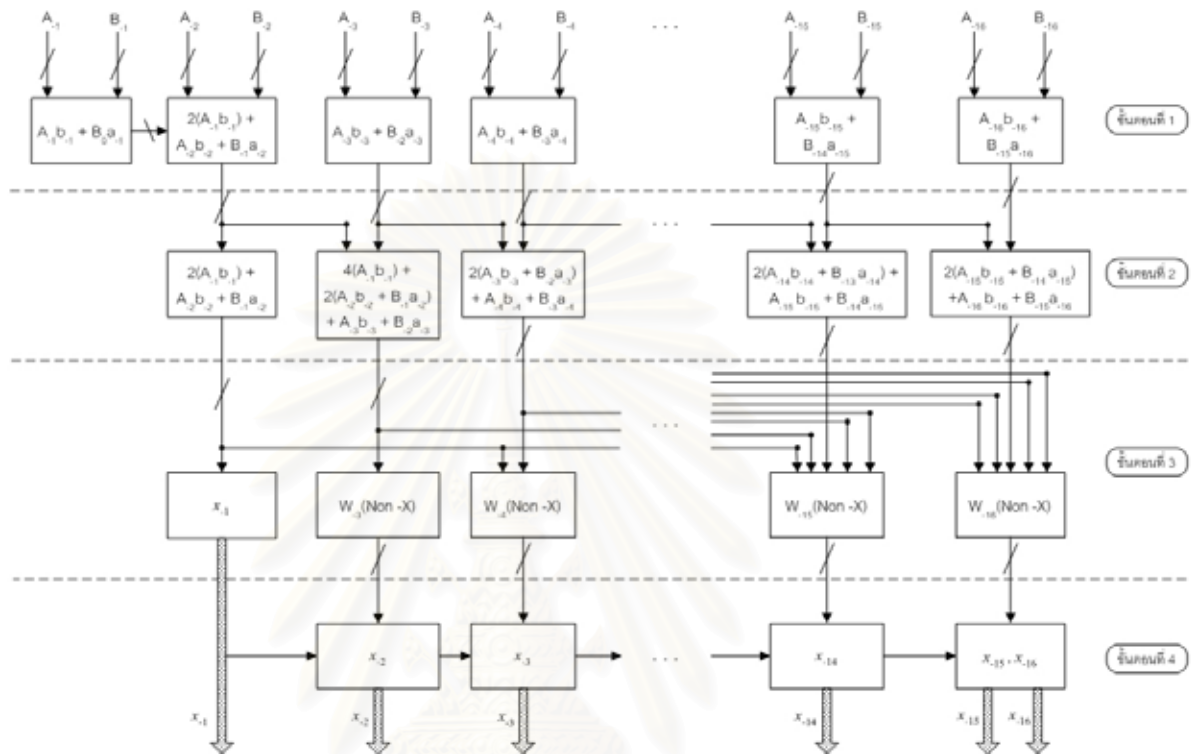 A₋₁ B₋₁ A₋₂ B₋₂ A₋₃ B₋₃ A₋₄ B₋₄ . . . A₋₁₅ B₋₁₅ A₋₁₆ B₋₁₆
A₋₁b₋₁ + B₀a₋₁
2(A₋₁b₋₁) +
A₋₂b₋₂ + B₋₁a₋₂
A₋₃b₋₃ + B₋₂a₋₃
A₋₄b₋₄ + B₋₃a₋₄
A₋₁₅b₋₁₅ +
B₋₁₄a₋₁₅
A₋₁₆b₋₁₆ +
B₋₁₅a₋₁₆
ขั้นตอนที่ 1
. . .
2(A₋₁b₋₁) +
A₋₂b₋₂ + B₋₁a₋₂
4(A₋₁b₋₁) +
2(A₋₂b₋₂ + B₋₁a₋₂)
+ A₋₃b₋₃ + B₋₂a₋₃
2(A₋₃b₋₃ + B₋₂a₋₃)
+ A₋₄b₋₄ + B₋₃a₋₄
2(A₋₁₄b₋₁₄ + B₋₁₃a₋₁₄) +
A₋₁₅b₋₁₅ + B₋₁₄a₋₁₅
2(A₋₁₅b₋₁₅ + B₋₁₄a₋₁₅)
+A₋₁₆b₋₁₆ + B₋₁₅a₋₁₆
ขั้นตอนที่ 2
. . .
x₋₁
W₋₃(Non -X)
W₋₄(Non -X)
W₋₁₅(Non -X)
W₋₁₆(Non -X)
ขั้นตอนที่ 3
x₋₂
x₋₃
. . .
x₋₁₄
x₋₁₅ , x₋₁₆
ขั้นตอนที่ 4
x₋₁ x₋₂ x₋₃ x₋₁₄ x₋₁₅ x₋₁₆